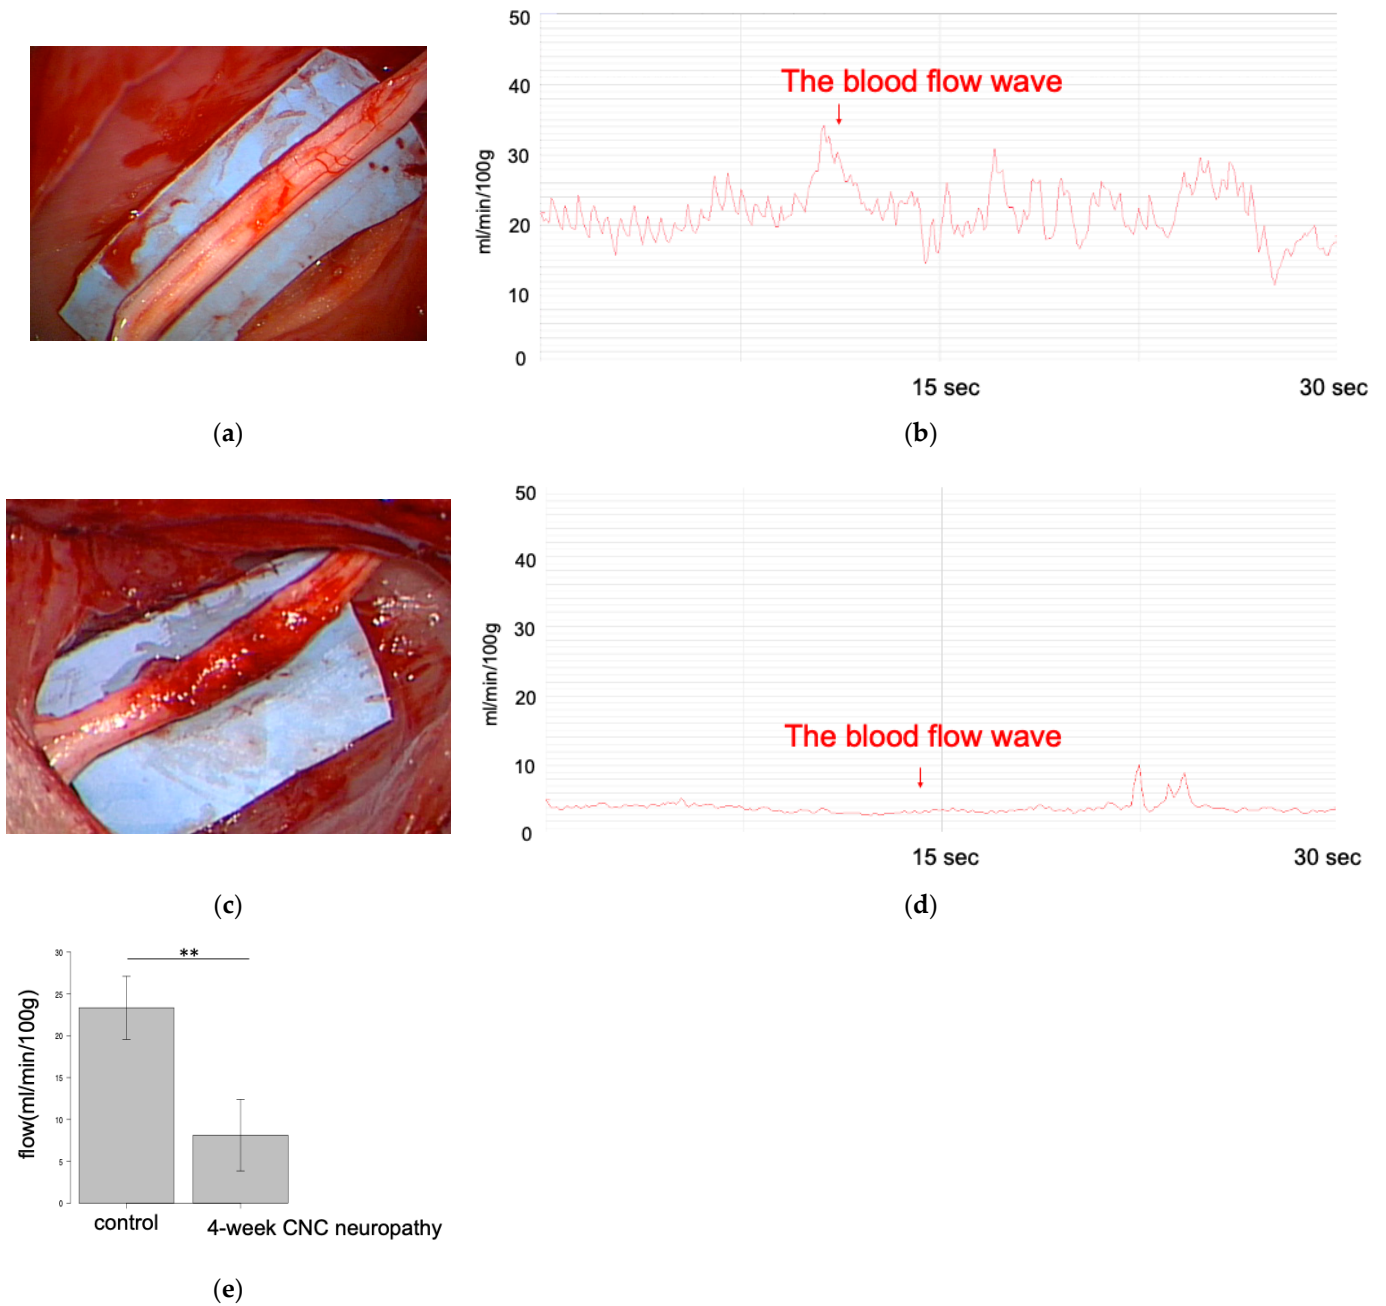 50
40
30
20
10
0
ml/min/100g
The blood flow wave
15 sec
30 sec
(a)
(b)
50
40
30
20
10
0
ml/min/100g
The blood flow wave
15 sec
30 sec
(c)
(d)
**
30
25
20
15
10
5
0
flow(ml/min/100g)
control
4-week CNC neuropathy
(e)